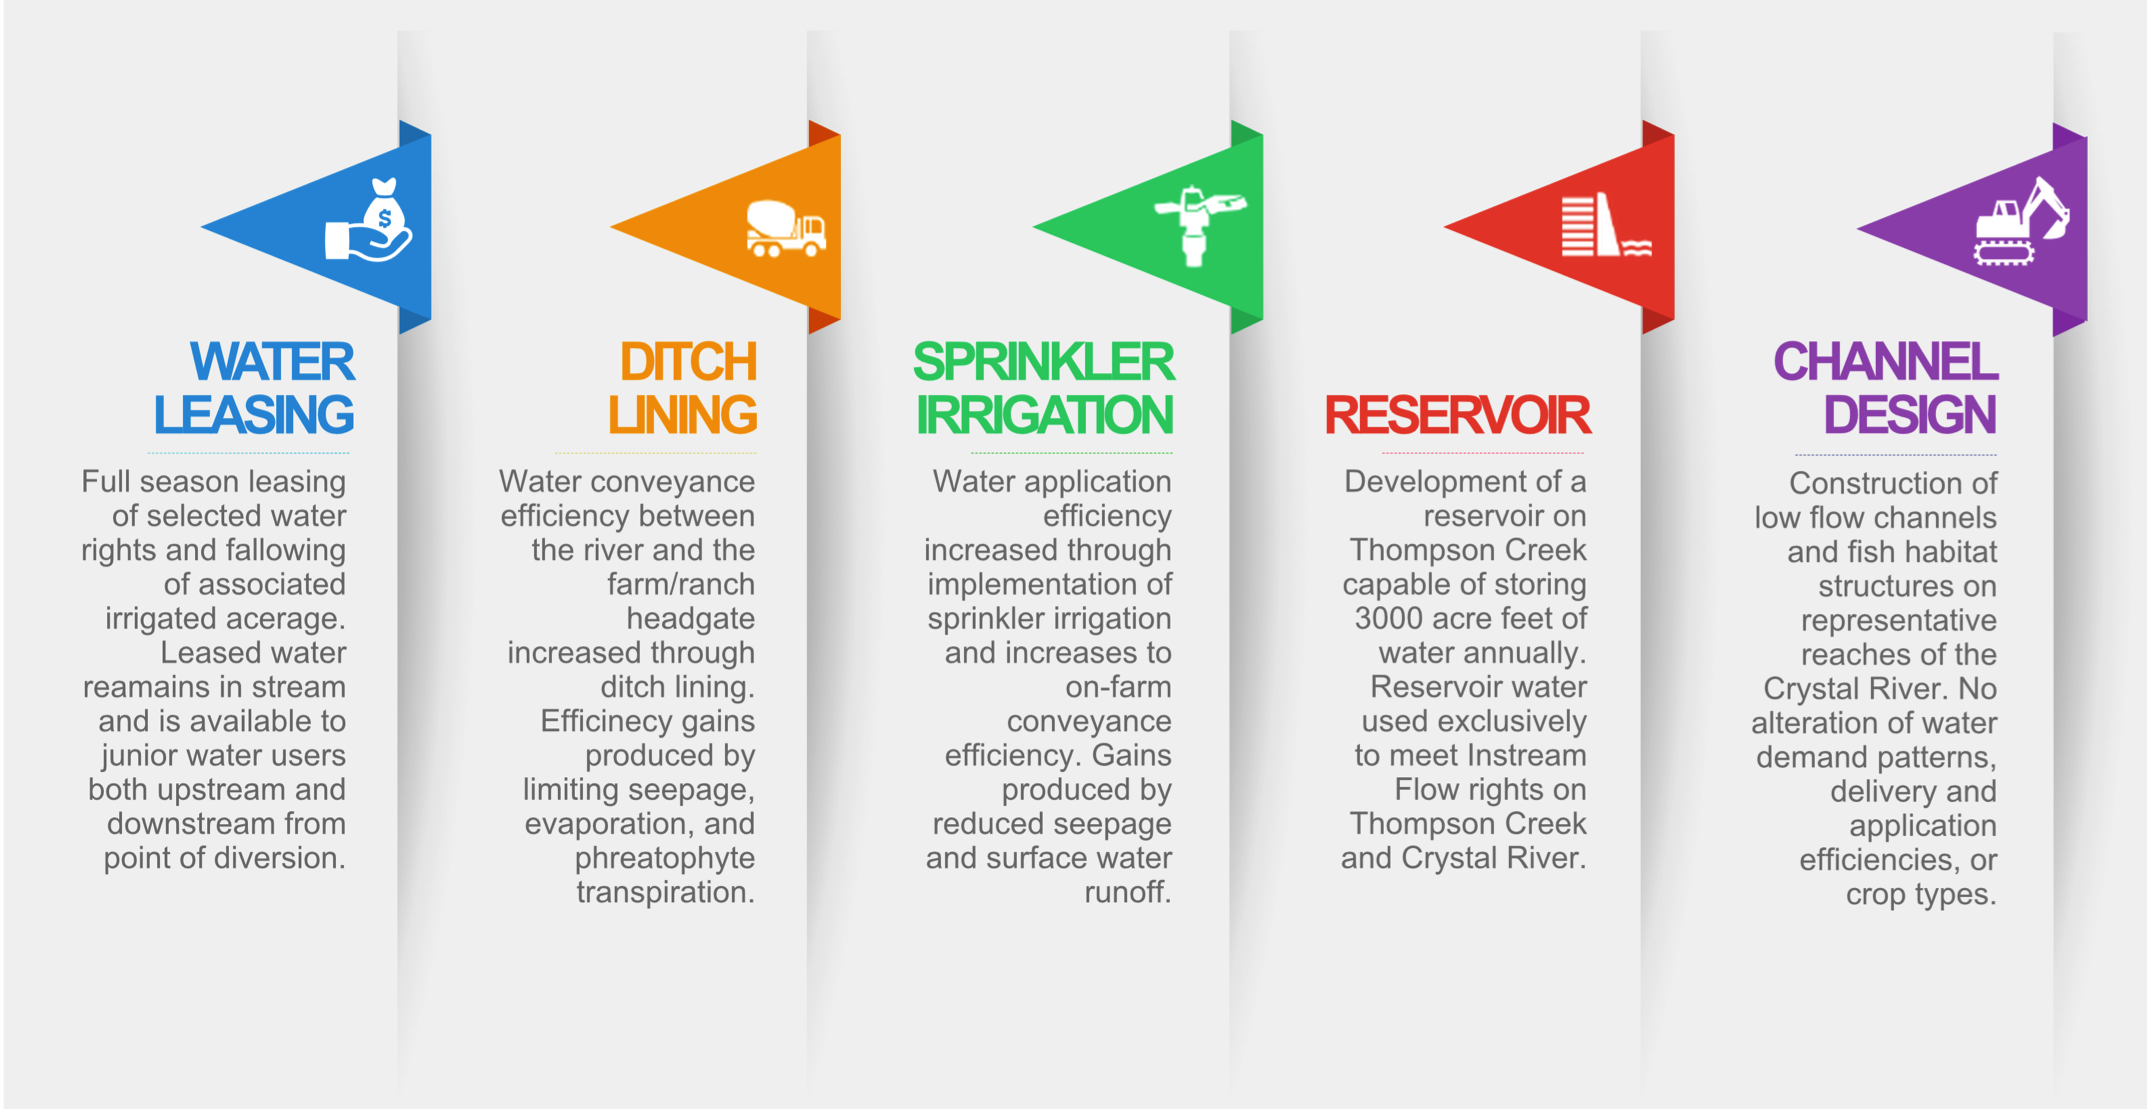 WATER
LEASING
Full season leasing
of selected water
rights and fallowing
of associated
irrigated acerage.
Leased water
reamains in stream
and is available to
junior water users
both upstream and
downstream from
point of diversion.
DITCH
LINING
Water conveyance
efficiency between
the river and the
farm/ranch
headgate
increased through
ditch lining.
Efficinecy gains
produced by
limiting seepage,
evaporation, and
phreatophyte
transpiration.
SPRINKLER
IRRIGATION
Water application
efficiency
increased through
implementation of
sprinkler irrigation
and increases to
on-farm
conveyance
efficiency. Gains
produced by
reduced seepage
and surface water
runoff.
RESERVOIR
Development of a
reservoir on
Thompson Creek
capable of storing
3000 acre feet of
water annually.
Reservoir water
used exclusively
to meet Instream
Flow rights on
Thompson Creek
and Crystal River.
CHANNEL
DESIGN
Construction of
low flow channels
and fish habitat
structures on
representative
reaches of the
Crystal River. No
alteration of water
demand patterns,
delivery and
application
efficiencies, or
crop types.
$